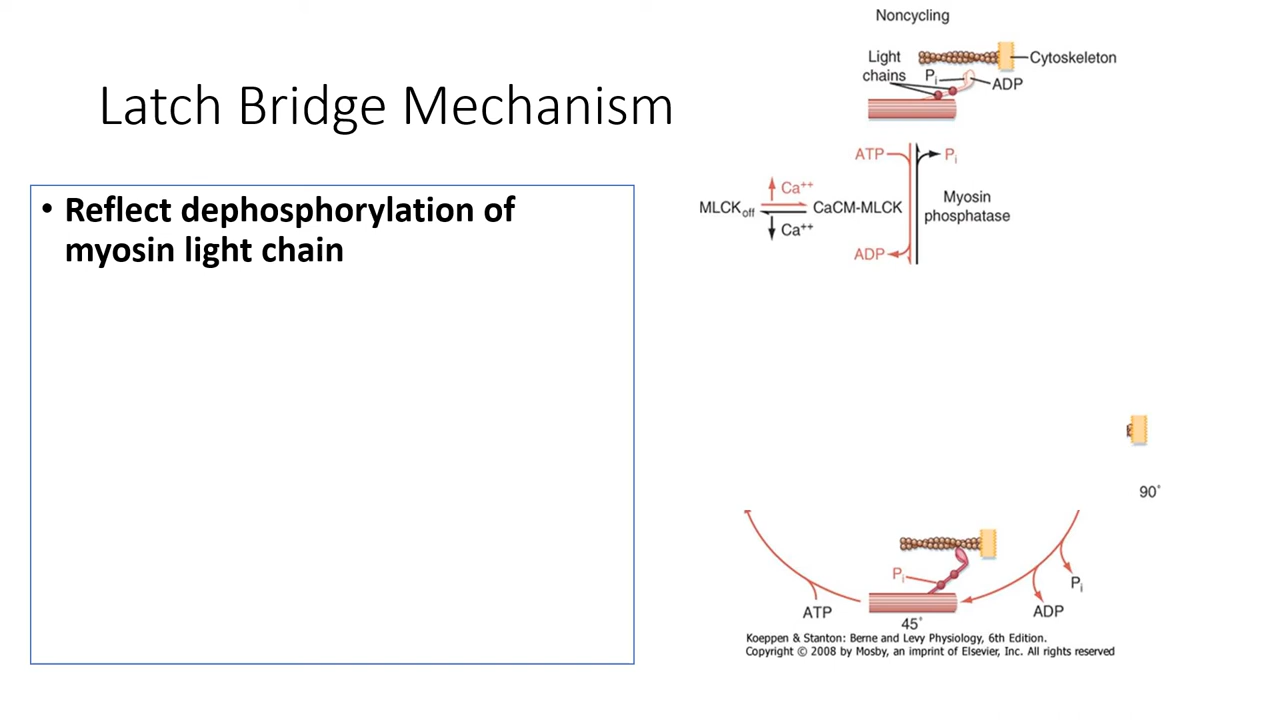 Latch Bridge Mechanism
• Reflect dephosphorylation of
myosin light chain
Noncycling
Light
chains
Pi
Cytoskeleton
ADP
ATP
Pi
MLCKoff
Ca++
Ca++
CaCM-MLCK
Myosin
phosphatase
ADP
90°
Pi
Pi
ATP
ADP
45°
Koeppen & Stanton: Berne and Levy Physiology, 6th Edition.
Copyright © 2008 by Mosby, an imprint of Elsevier, Inc. All rights reserved